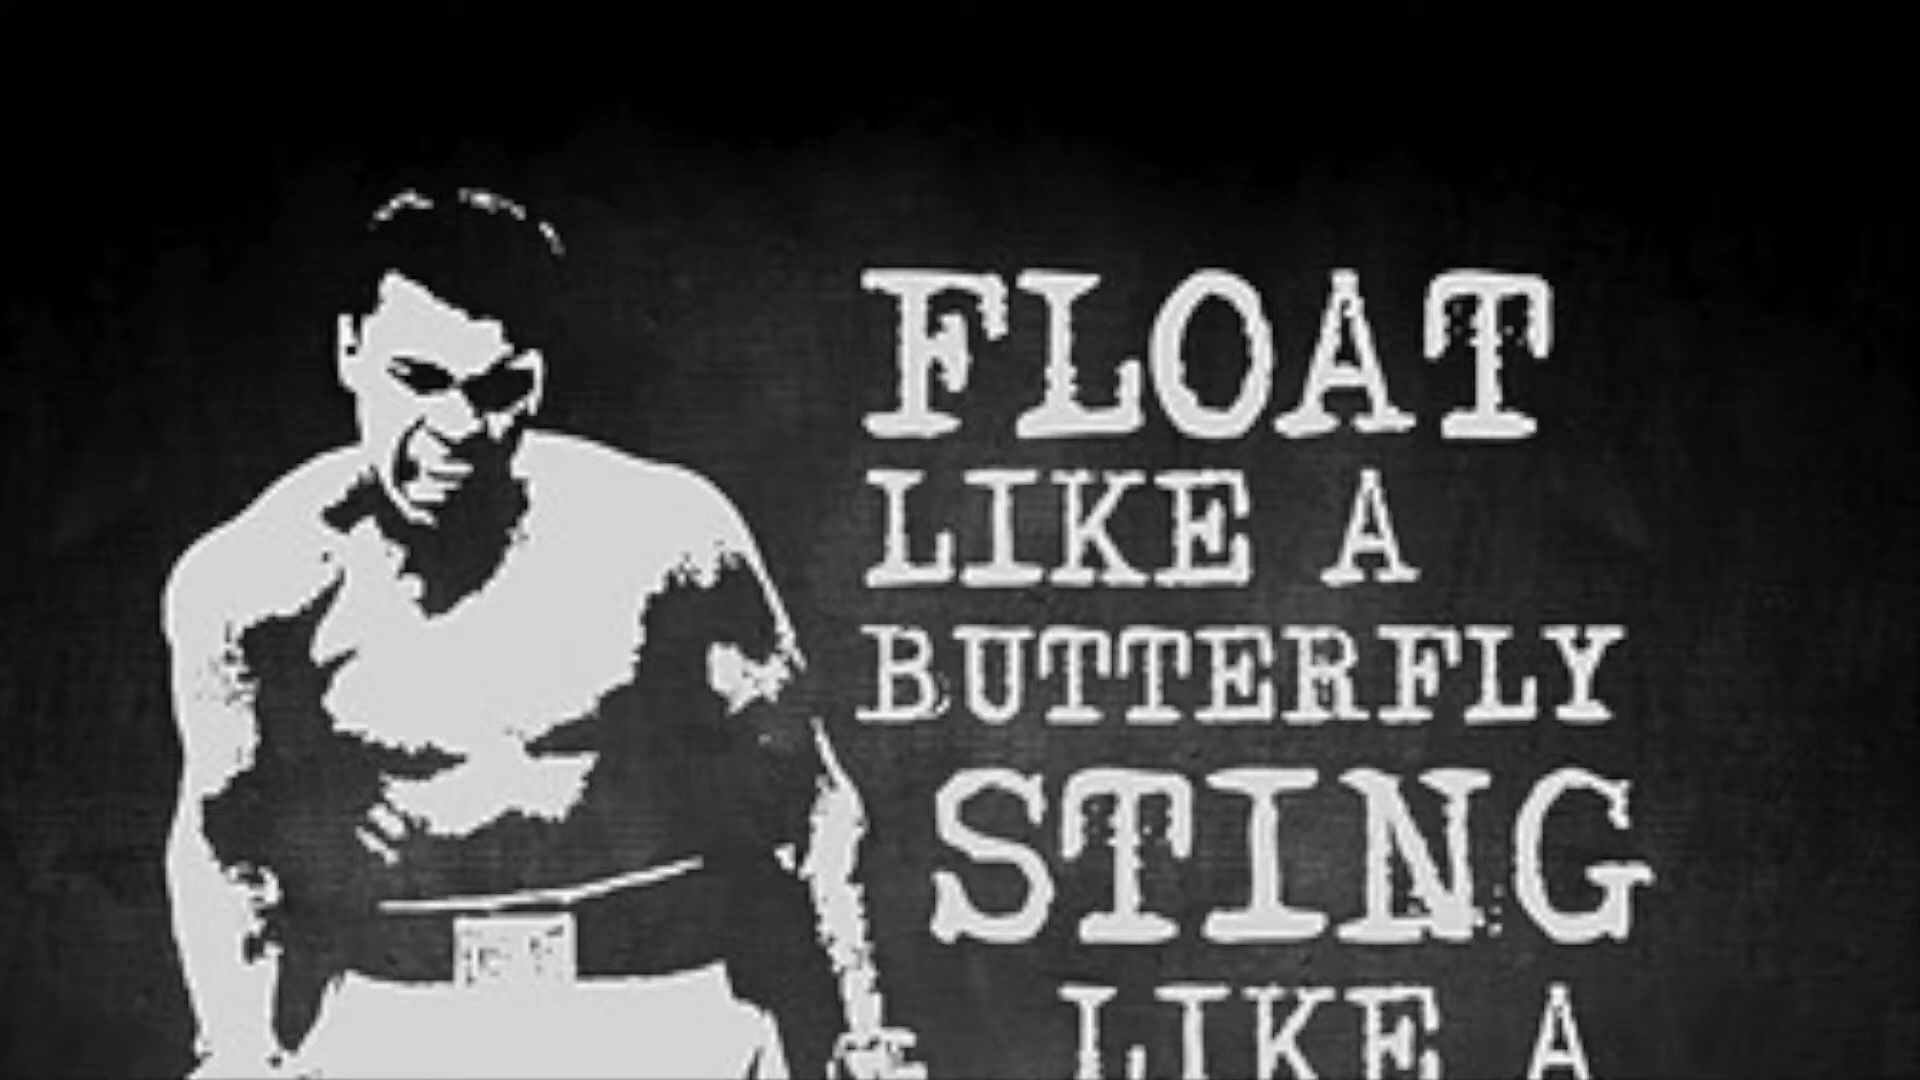 FLOAT
LIKE A
BUTTERFLY
STING
LIKE A